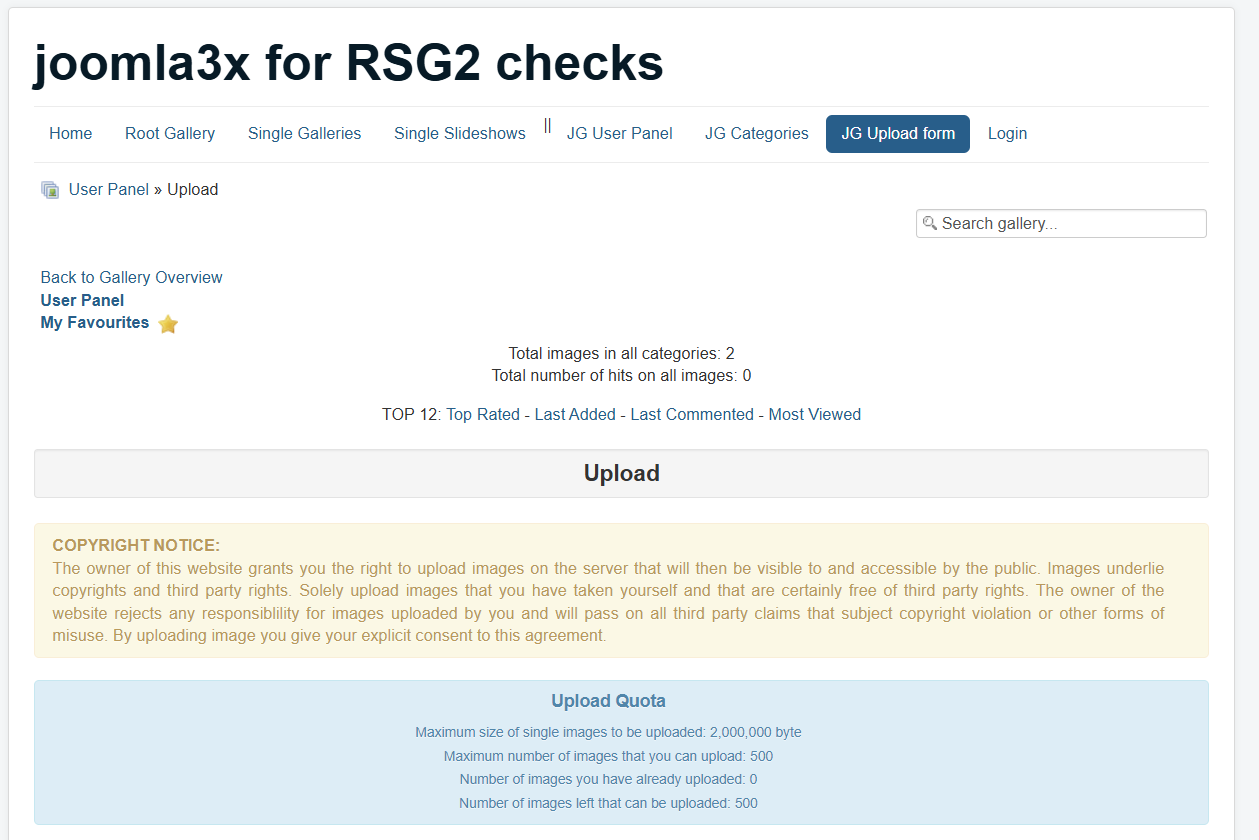 joomla3x for RSG2 checks
Home Root Gallery Single Galleries Single Slideshows || JG User Panel JG Categories JG Upload form Login
User Panel » Upload
Search gallery...
Back to Gallery Overview
User Panel
My Favourites
Total images in all categories: 2
Total number of hits on all images: 0
TOP 12: Top Rated - Last Added - Last Commented - Most Viewed
Upload
COPYRIGHT NOTICE:
The owner of this website grants you the right to upload images on the server that will then be visible to and accessible by the public. Images underlie
copyrights and third party rights. Solely upload images that you have taken yourself and that are certainly free of third party rights. The owner of the
website rejects any responsiblility for images uploaded by you and will pass on all third party claims that subject copyright violation or other forms of
misuse. By uploading image you give your explicit consent to this agreement.
Upload Quota
Maximum size of single images to be uploaded: 2,000,000 byte
Maximum number of images that you can upload: 500
Number of images you have already uploaded: 0
Number of images left that can be uploaded: 500